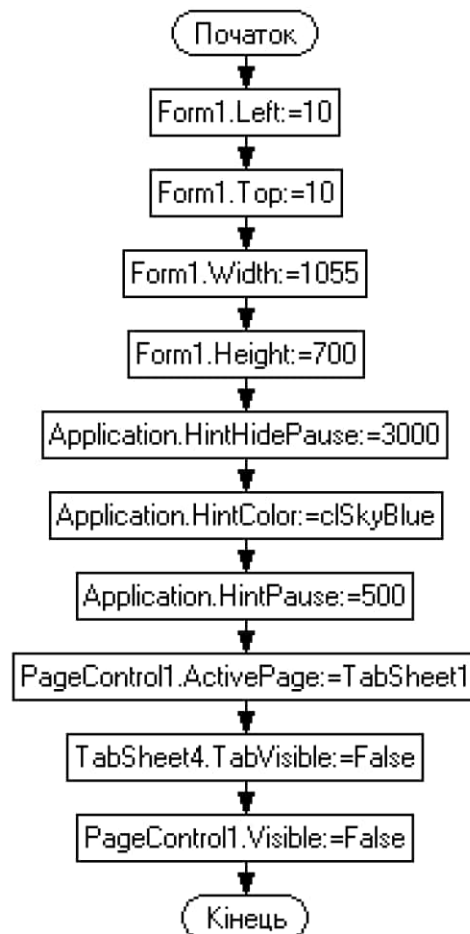 Початок
Form1.Left:=10
Form1.Top:=10
Form1.Width:=1055
Form1.Height:=700
Application.HintHidePause:=3000
Application.HintColor:=clSkyBlue
Application.HintPause:=500
PageControl1.ActivePage:=TabSheet1
TabSheet4.TabVisible:=False
PageControl1.Visible:=False
Кінець